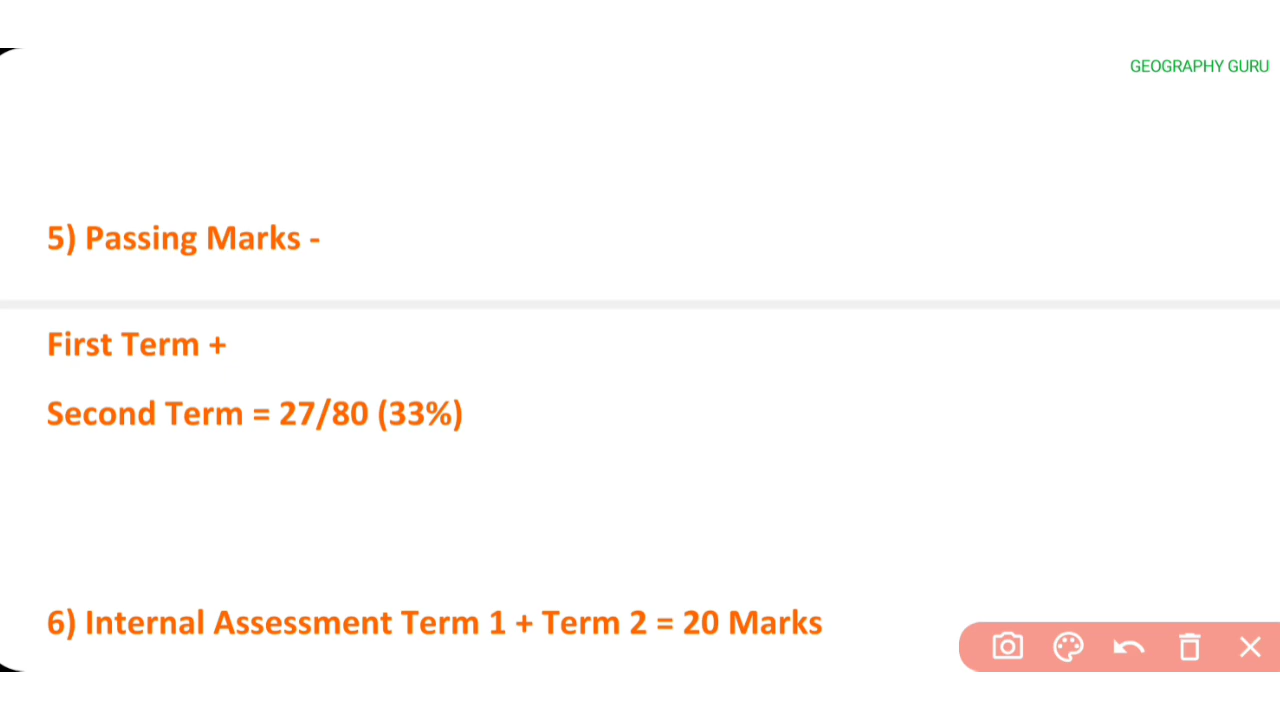 GEOGRAPHY GURU
5) Passing Marks -
First Term +
Second Term = 27/80 (33%)
6) Internal Assessment Term 1 + Term 2 = 20 Marks